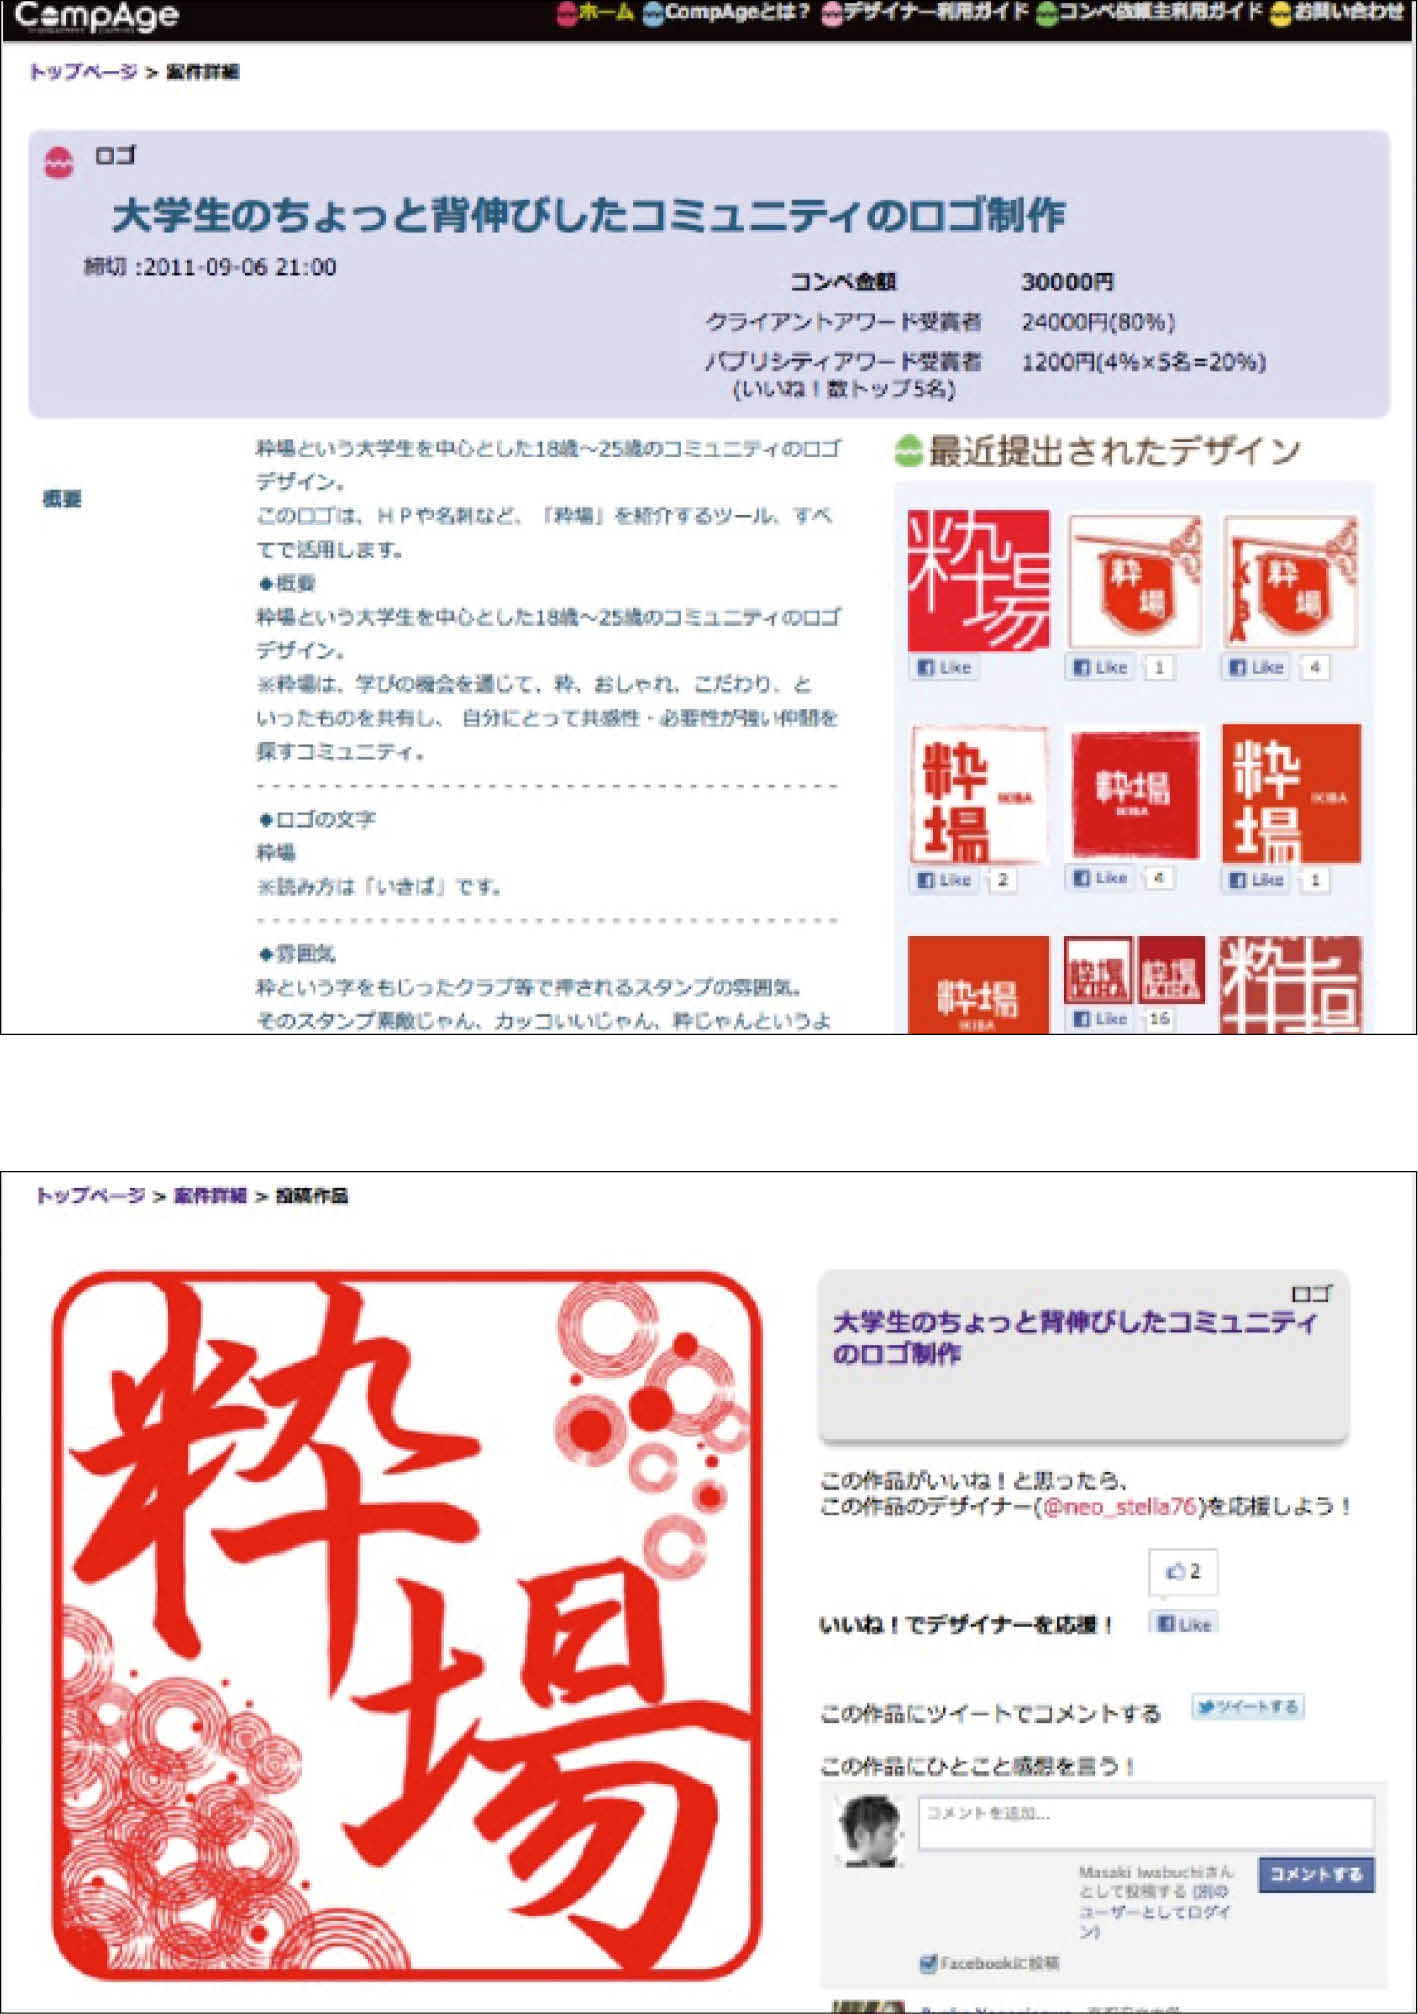 CompAge
ホーム CompAgeとは？ デザイナー利用ガイド コンペ依頼主利用ガイド お問い合わせ
トップページ > 案件詳細
ロゴ
大学生のちょっと背伸びしたコミュニティのロゴ制作
締切 :2011-09-06 21:00
コンペ金額 30000円
クライアントアワード受賞者 24000円(80%)
パブリシティアワード受賞者 1200円(4%×5名=20%)
(いいね！数トップ5名)
概要
粋場という大学生を中心とした18歳～25歳のコミュニティのロゴ
デザイン。
このロゴは、ＨＰや名刺など、「粋場」を紹介するツール、すべ
てで活用します。
◆概要
粋場という大学生を中心とした18歳～25歳のコミュニティのロゴ
デザイン。
※粋場は、学びの機会を通じて、粋、おしゃれ、こだわり、と
いったものを共有し、 自分にとって共感性・必要性が強い仲間を
探すコミュニティ。
◆ロゴの文字
粋場
※読み方は「いきば」です。
◆雰囲気
粋という字をもじったクラブ等で押されるスタンプの雰囲気。
そのスタンプ素敵じゃん、カッコいいじゃん、粋じゃんというよ
最近提出されたデザイン
粋場
粋場
粋場 IKIBA
Like
Like 1
Like 4
粋場 IKIBA
粋場 IKIBA
粋場 IKIBA
Like 2
Like 4
Like 1
粋場 IKIBA
粋場 IKIBA
粋場 IKIBA
粋場
Like 16
トップページ > 案件詳細 > 投稿作品
粋場
ロゴ
大学生のちょっと背伸びしたコミュニティ
のロゴ制作
この作品がいいね！と思ったら、
この作品のデザイナー(@neo_stella76)を応援しよう！
2
いいね！でデザイナーを応援！ Like
この作品にツイートでコメントする ツイートする
この作品にひとこと感想を言う！
コメントを追加...
Masaki Iwabuchiさん
として投稿する (別の
ユーザーとしてログイ
ン)
コメントする
Facebookに投稿